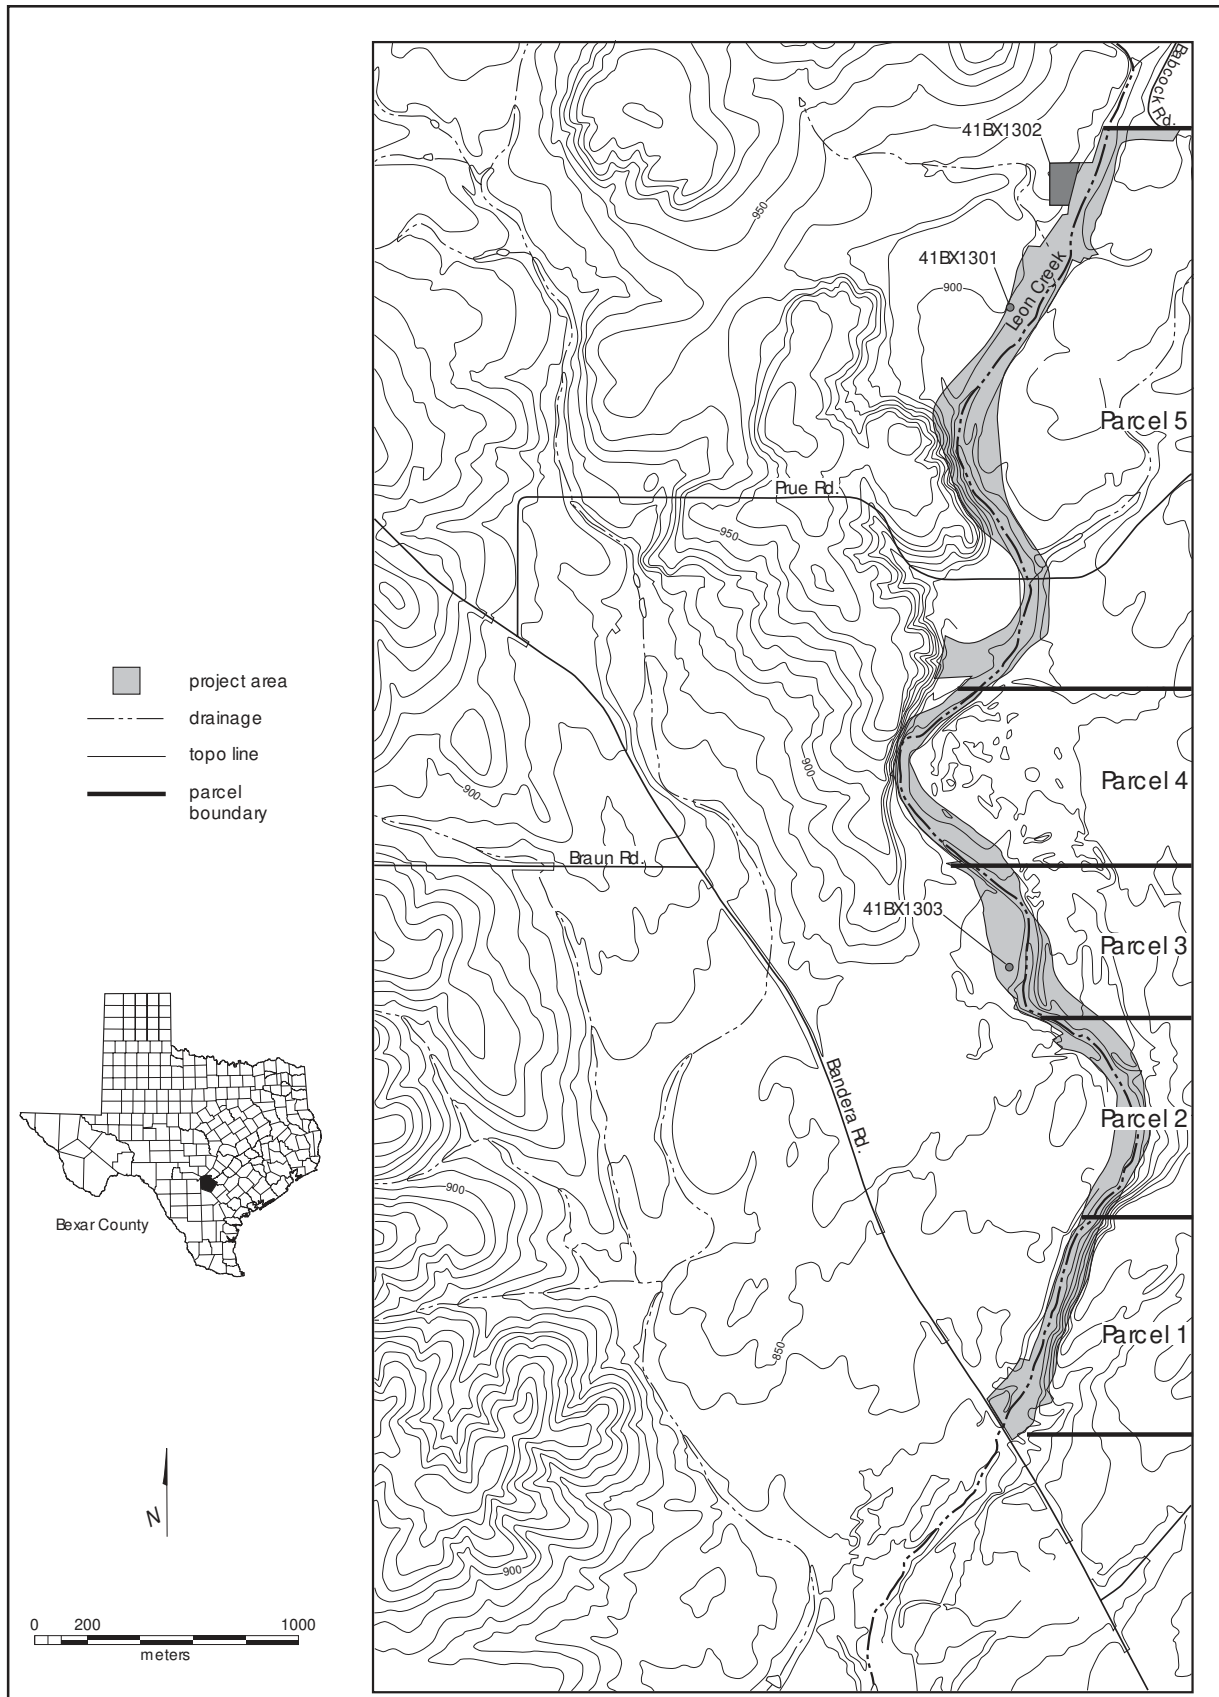 Babcock Rd.
41BX1302
950
41BX1301
900
Leon Creek
Parcel 5
Prue Rd.
950
project area
drainage
topo line
parcel
boundary
900
900
Parcel 4
Braun Rd.
41BX1303
Parcel 3
Bandera Rd.
Parcel 2
900
Bexar County
Parcel 1
850
N
900
0 200 1000
meters